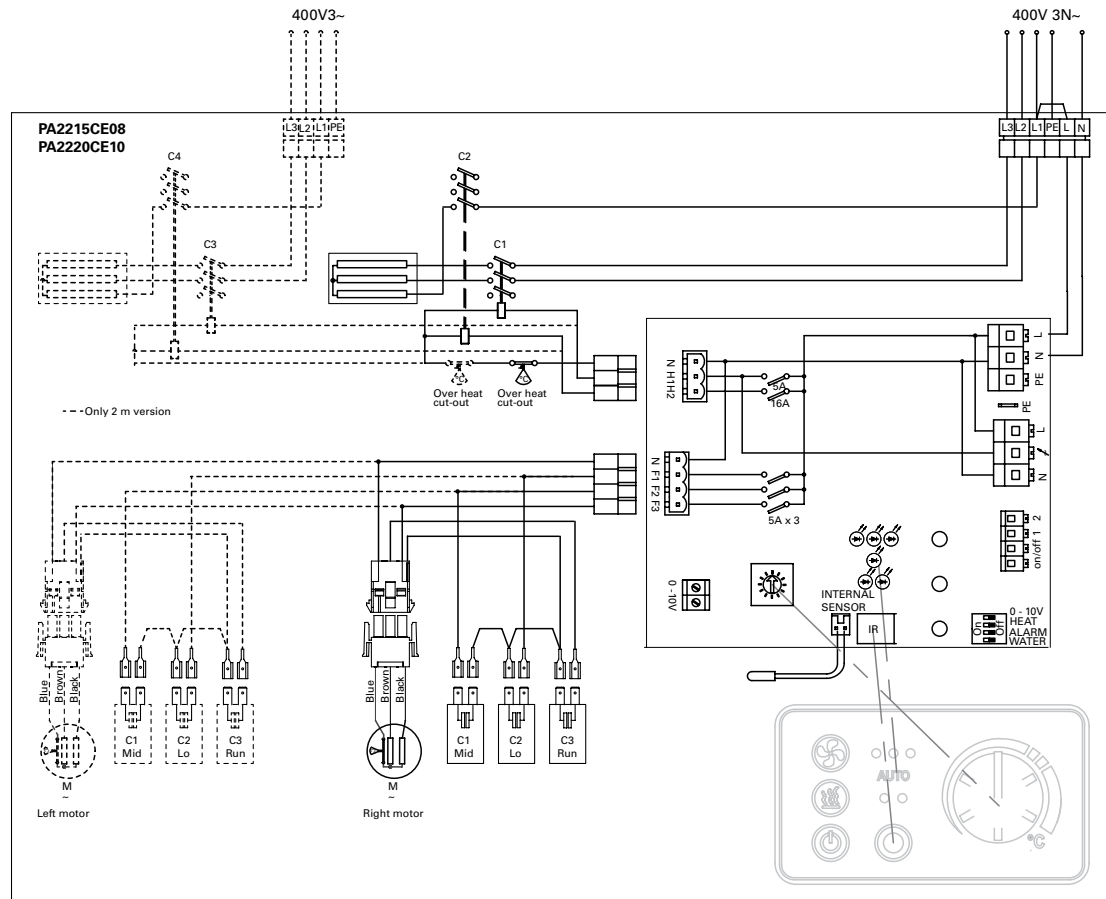 400V3~
400V 3N~
PA2215CE08
PA2220CE10
L3 L2 L1 PE
L3 L2 L1 PE L N
C4
C2
C3
C1
L
N
PE
N H1 H2
5A
16A
PE
Over heat
cut-out
Over heat
cut-out
°C
°C
---Only 2 m version
L
N
N F1 F2 F3
5A x 3
on/off 1 2
0-10V
INTERNAL
SENSOR
IR
On
Off
0 - 10V
HEAT
ALARM
WATER
Blue
Brown
Black
Blue
Brown
Black
C1
Mid
C2
Lo
C3
Run
C1
Mid
C2
Lo
C3
Run
M
~
Left motor
M
~
Right motor
AUTO
°C